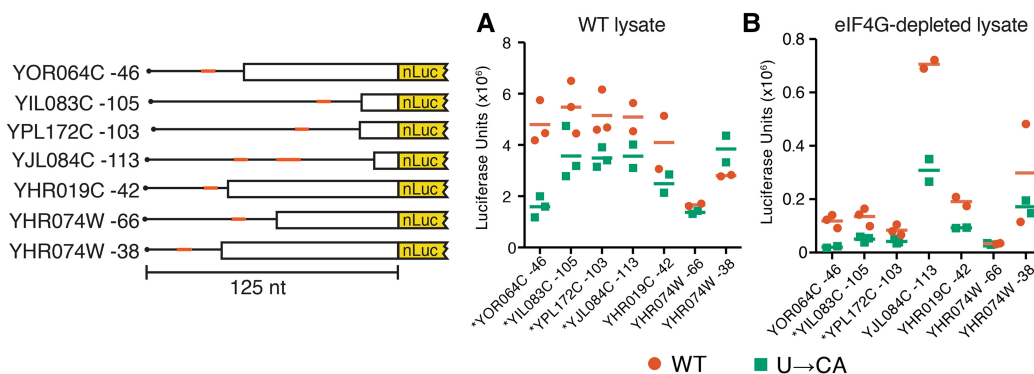 YOR064C -46
nLuc
YIL083C -105
nLuc
YPL172C -103
nLuc
YJL084C -113
nLuc
YHR019C -42
nLuc
YHR074W -66
nLuc
YHR074W -38
nLuc
125 nt
A
WT lysate
Luciferase Units (x10⁶)
8
6
4
2
0
*YOR064C -46
*YIL083C -105
*YPL172C -103
*YJL084C -113
YHR019C -42
YHR074W -66
YHR074W -38
B
eIF4G-depleted lysate
Luciferase Units (x10⁶)
0.8
0.6
0.4
0.2
0
YOR064C -46
*YIL083C -105
*YPL172C -103
YJL084C -113
YHR019C -42
YHR074W -66
YHR074W -38
WT
U→CA